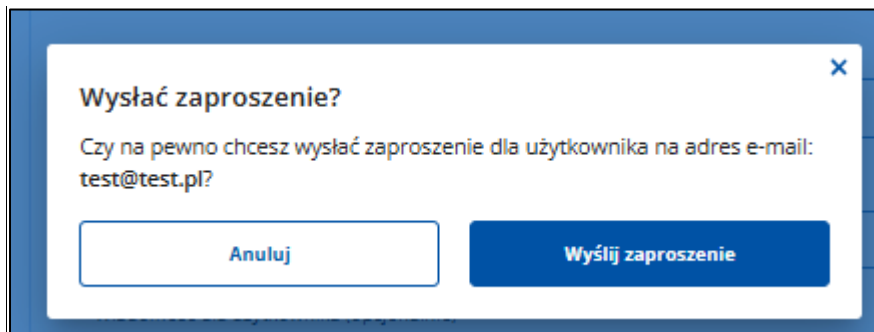 Wysłać zaproszenie?
Czy na pewno chcesz wysłać zaproszenie dla użytkownika na adres e-mail:
test@test.pl?
Anuluj
Wyślij zaproszenie